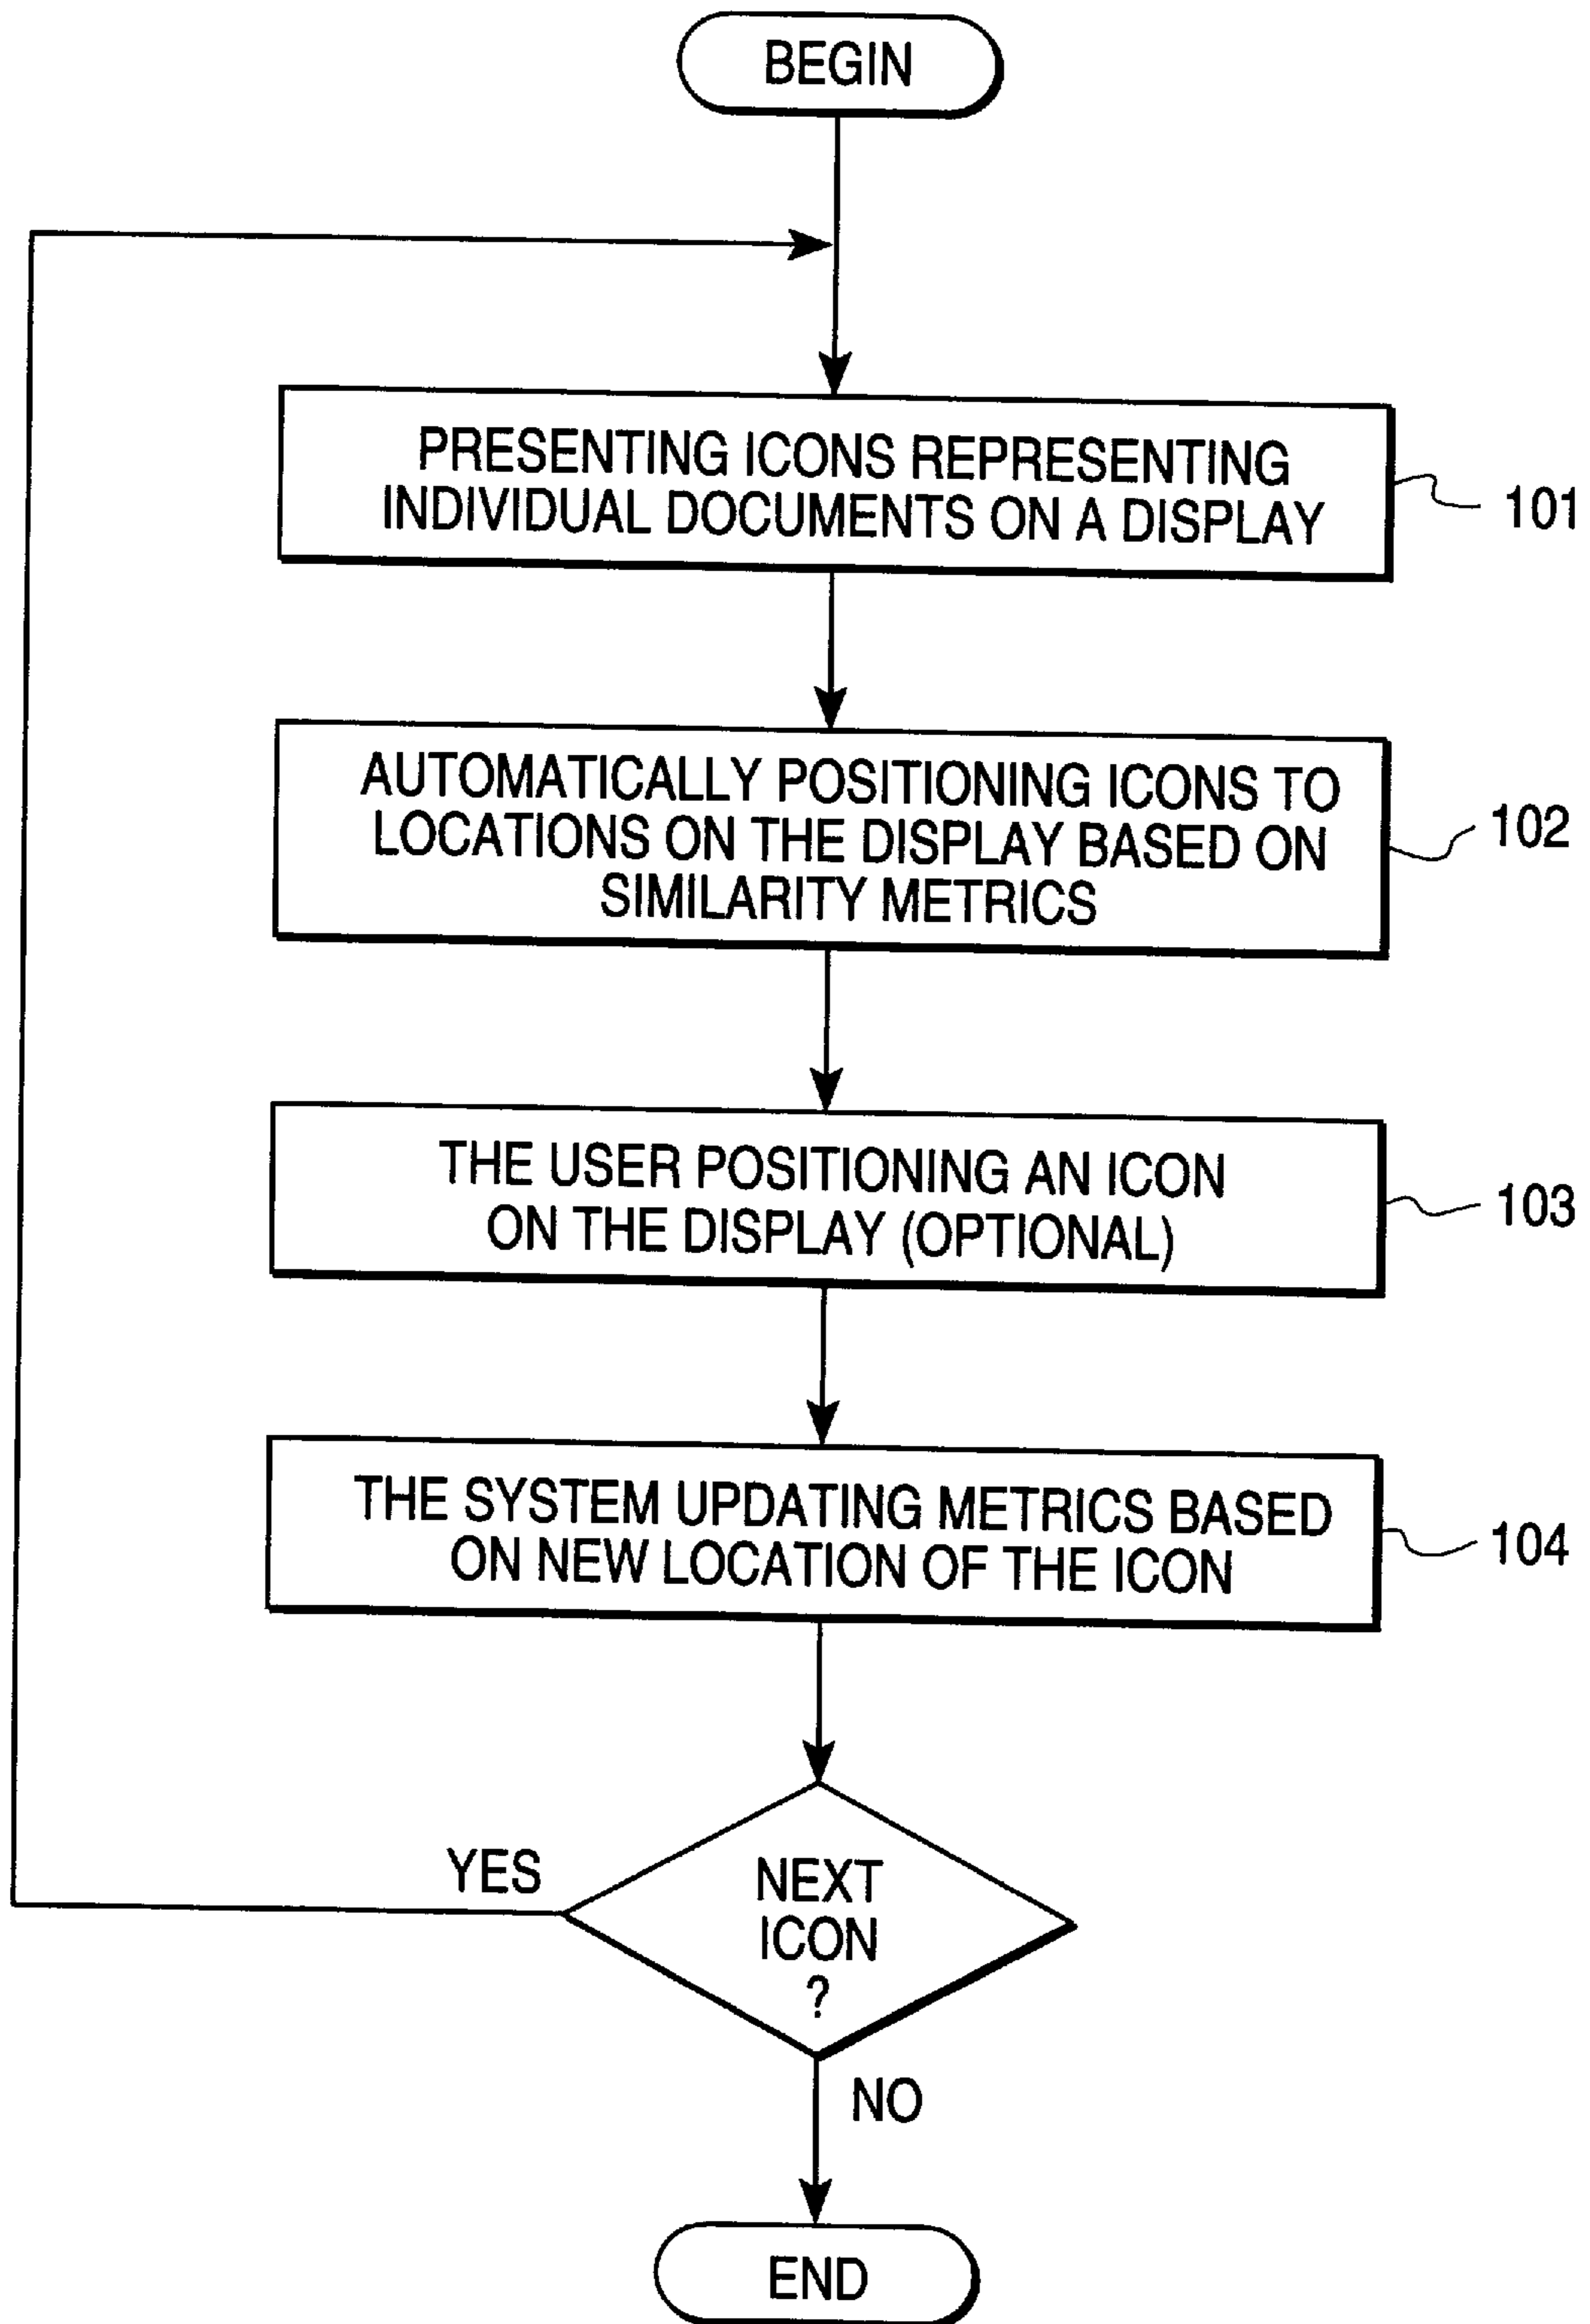 BEGIN
PRESENTING ICONS REPRESENTING
INDIVIDUAL DOCUMENTS ON A DISPLAY
101
AUTOMATICALLY POSITIONING ICONS TO
LOCATIONS ON THE DISPLAY BASED ON
SIMILARITY METRICS
102
THE USER POSITIONING AN ICON
ON THE DISPLAY (OPTIONAL)
103
THE SYSTEM UPDATING METRICS BASED
ON NEW LOCATION OF THE ICON
104
YES
NEXT
ICON
?
NO
END